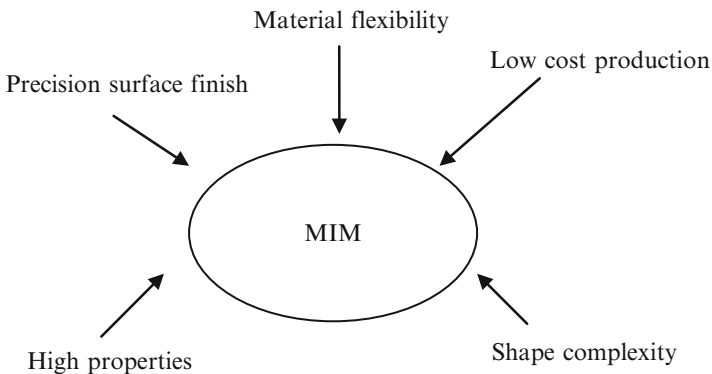 Material flexibility
Low cost production
Precision surface finish
MIM
High properties
Shape complexity